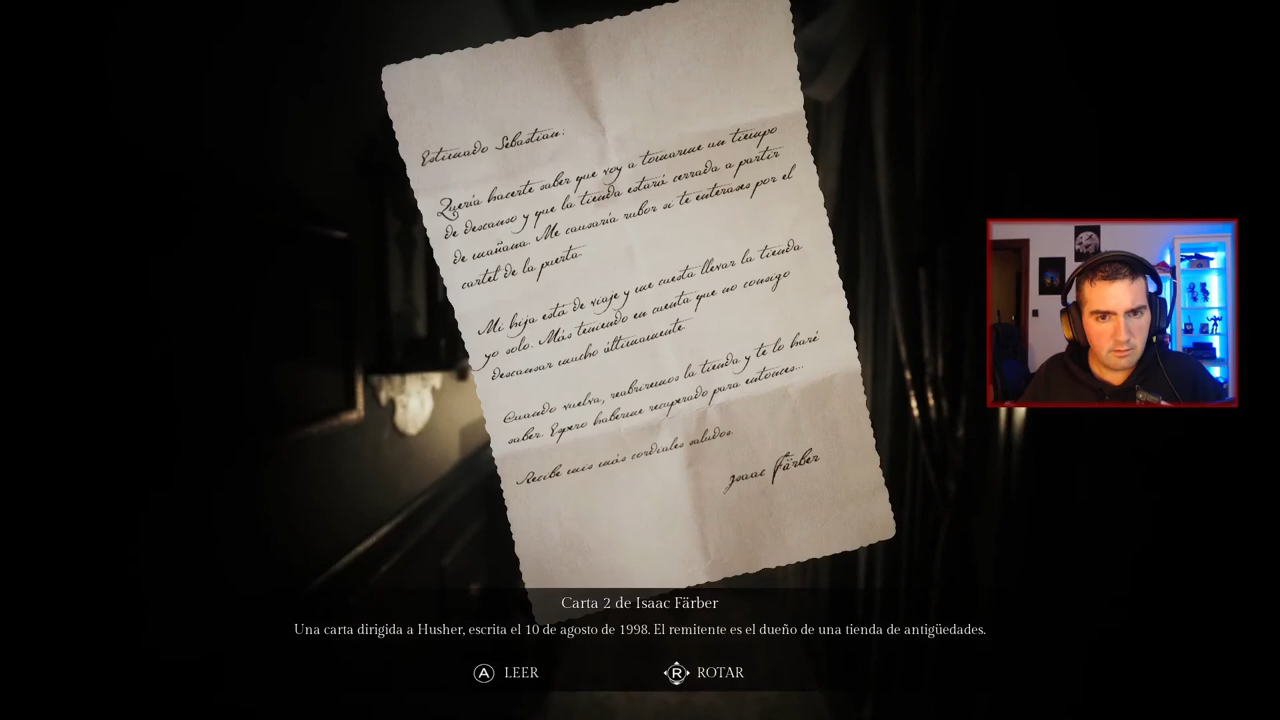 Estimado Sebastian:
Quería hacerte saber que voy a tomarme un tiempo
de descanso y que la tienda estará cerrada a partir
de mañana. Me causaría rubor si te enterases por el
cartel de la puerta.
Mi hija está de viaje y me cuesta llevar la tienda
yo solo. Más teniendo en cuenta que no consigo
descansar mucho últimamente
Cuando vuelva, reabriremos la tienda y te lo haré
saber. Espero haberme recuperado para entonces...
Recibe mis más cordiales saludos.
Isaac Färber
Carta 2 de Isaac Färber
Una carta dirigida a Husher, escrita el 10 de agosto de 1998. El remitente es el dueño de una tienda de antigüedades.
A LEER
R ROTAR